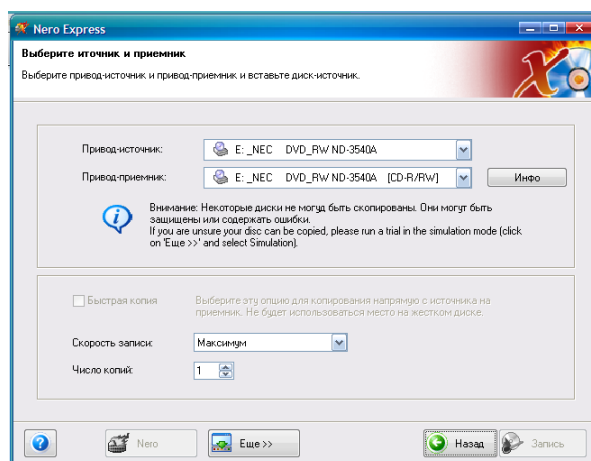 Nero Express
Выберите иточник и приемник
Выберите привод-источник и привод-приемник и вставьте диск-источник.
Привод-источник: E: _NEC DVD_RW ND-3540A
Привод-приемник: E: _NEC DVD_RW ND-3540A [CD-R/RW] Инфо
Внимание: Некоторые диски не могуд быть скопированы. Они могут быть
защищены или содержать ошибки.
If you are unsure your disc can be copied, please run a trial in the simulation mode (click
on 'Еще >>' and select Simulation).
Быстрая копия Выберите эту опцию для копирования напрямую с источника на
приемник. Не будет использоваться место на жестком диске.
Скорость записи: Максимум
Число копий: 1
Nero Еще >> Назад Запись